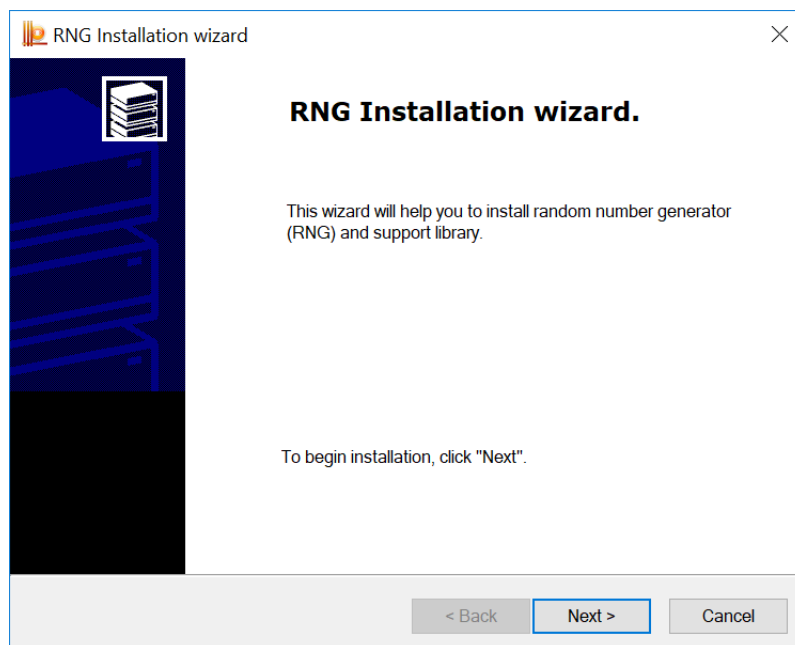 RNG Installation wizard
RNG Installation wizard.
This wizard will help you to install random number generator
(RNG) and support library.
To begin installation, click "Next".
< Back
Next >
Cancel